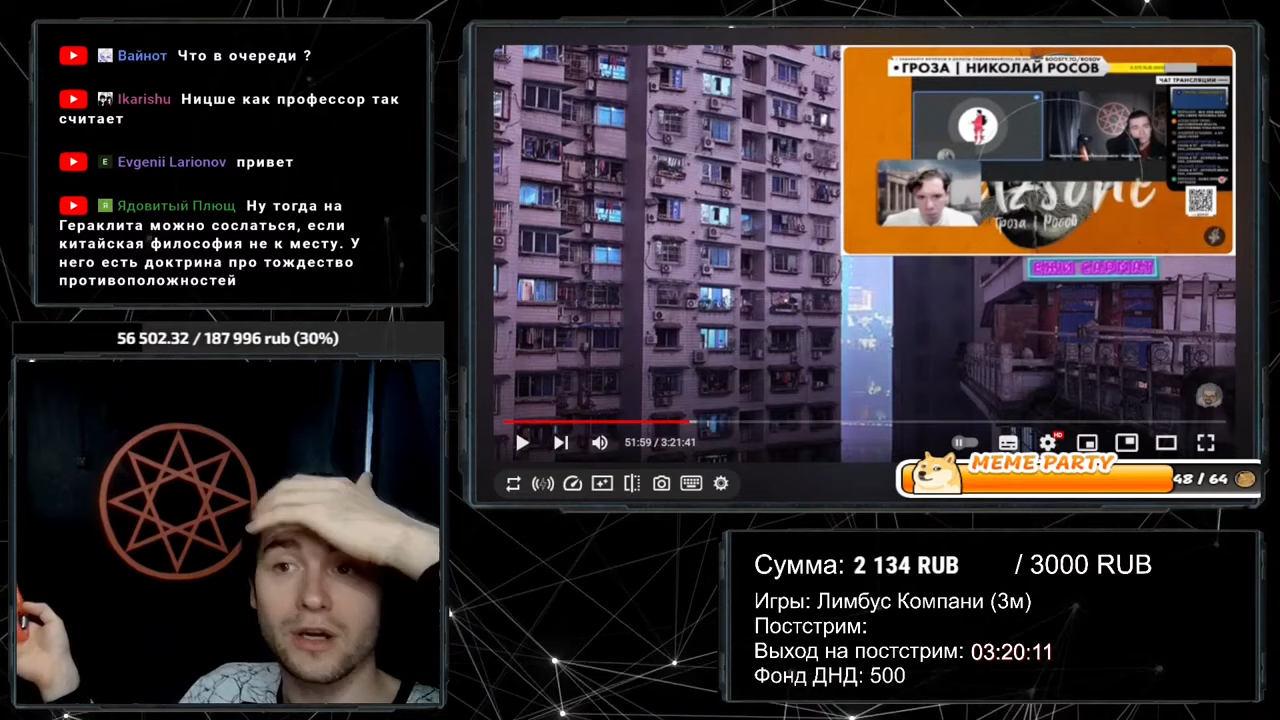 Вайнот Что в очереди ?
Ikarishu Ницше как профессор так
считает
Evgenii Larionov привет
Ядовитый Плющ Ну тогда на
Гераклита можно сослаться, если
китайская философия не к месту. У
него есть доктрина про тождество
противоположностей
56 502.32 / 187 996 rub (30%)
• ГРОЗА | НИКОЛАЙ РОСОВ
ЧАТ ТРАНСЛЯЦИИ
Гроза | Росов
51:59 / 3:21:41
HD
MEME PARTY
48 / 64
Сумма: 2 134 RUB / 3000 RUB
Игры: Лимбус Компани (3м)
Постстрим:
Выход на постстрим: 03:20:11
Фонд ДНД: 500